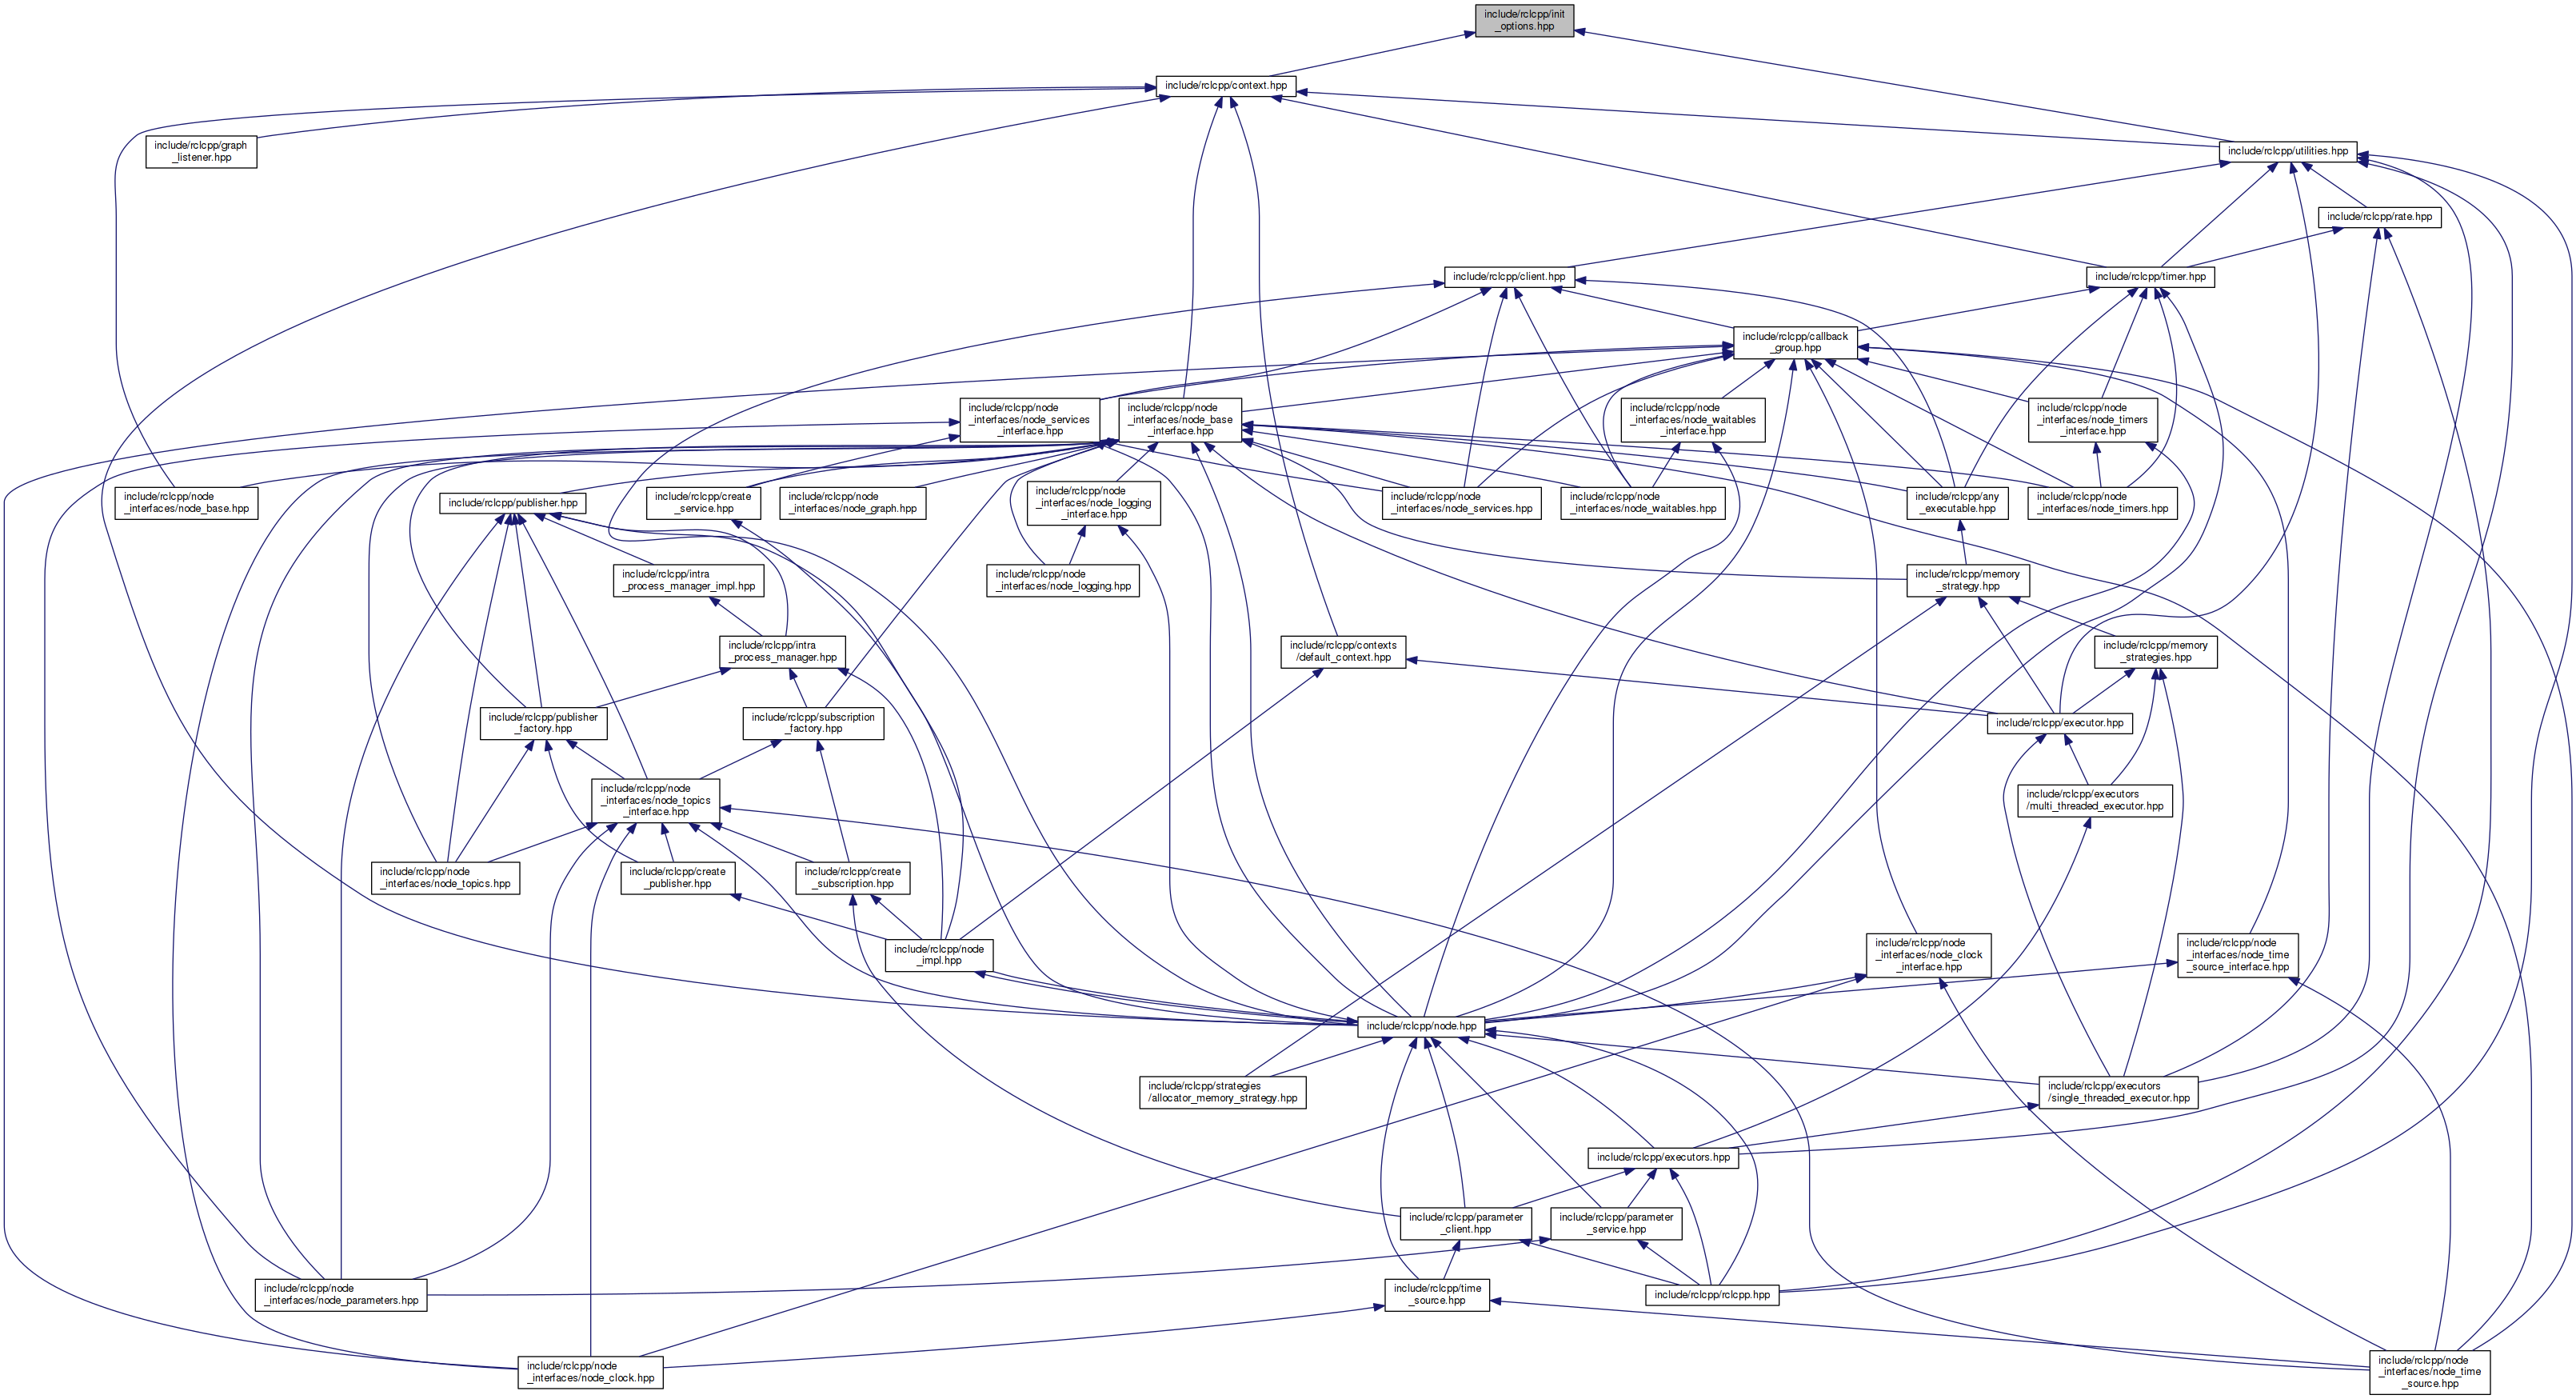 include/rclcpp/init
_options.hpp
include/rclcpp/context.hpp
include/rclcpp/graph
_listener.hpp
include/rclcpp/utilities.hpp
include/rclcpp/rate.hpp
include/rclcpp/client.hpp
include/rclcpp/timer.hpp
include/rclcpp/callback
_group.hpp
include/rclcpp/node
_interfaces/node_services
_interface.hpp
include/rclcpp/node
_interfaces/node_base
_interface.hpp
include/rclcpp/node
_interfaces/node_waitables
_interface.hpp
include/rclcpp/node
_interfaces/node_timers
_interface.hpp
include/rclcpp/node
_interfaces/node_base.hpp
include/rclcpp/publisher.hpp
include/rclcpp/create
_service.hpp
include/rclcpp/node
_interfaces/node_graph.hpp
include/rclcpp/node
_interfaces/node_logging
_interface.hpp
include/rclcpp/node
_interfaces/node_services.hpp
include/rclcpp/node
_interfaces/node_waitables.hpp
include/rclcpp/any
_executable.hpp
include/rclcpp/node
_interfaces/node_timers.hpp
include/rclcpp/intra
_process_manager_impl.hpp
include/rclcpp/node
_interfaces/node_logging.hpp
include/rclcpp/memory
_strategy.hpp
include/rclcpp/intra
_process_manager.hpp
include/rclcpp/contexts
/default_context.hpp
include/rclcpp/memory
_strategies.hpp
include/rclcpp/publisher
_factory.hpp
include/rclcpp/subscription
_factory.hpp
include/rclcpp/executor.hpp
include/rclcpp/node
_interfaces/node_topics
_interface.hpp
include/rclcpp/executors
/multi_threaded_executor.hpp
include/rclcpp/node
_interfaces/node_topics.hpp
include/rclcpp/create
_publisher.hpp
include/rclcpp/create
_subscription.hpp
include/rclcpp/node
_impl.hpp
include/rclcpp/node
_interfaces/node_clock
_interface.hpp
include/rclcpp/node
_interfaces/node_time
_source_interface.hpp
include/rclcpp/node.hpp
include/rclcpp/strategies
/allocator_memory_strategy.hpp
include/rclcpp/executors
/single_threaded_executor.hpp
include/rclcpp/executors.hpp
include/rclcpp/parameter
_client.hpp
include/rclcpp/parameter
_service.hpp
include/rclcpp/node
_interfaces/node_parameters.hpp
include/rclcpp/time
_source.hpp
include/rclcpp/rclcpp.hpp
include/rclcpp/node
_interfaces/node_clock.hpp
include/rclcpp/node
_interfaces/node_time
_source.hpp